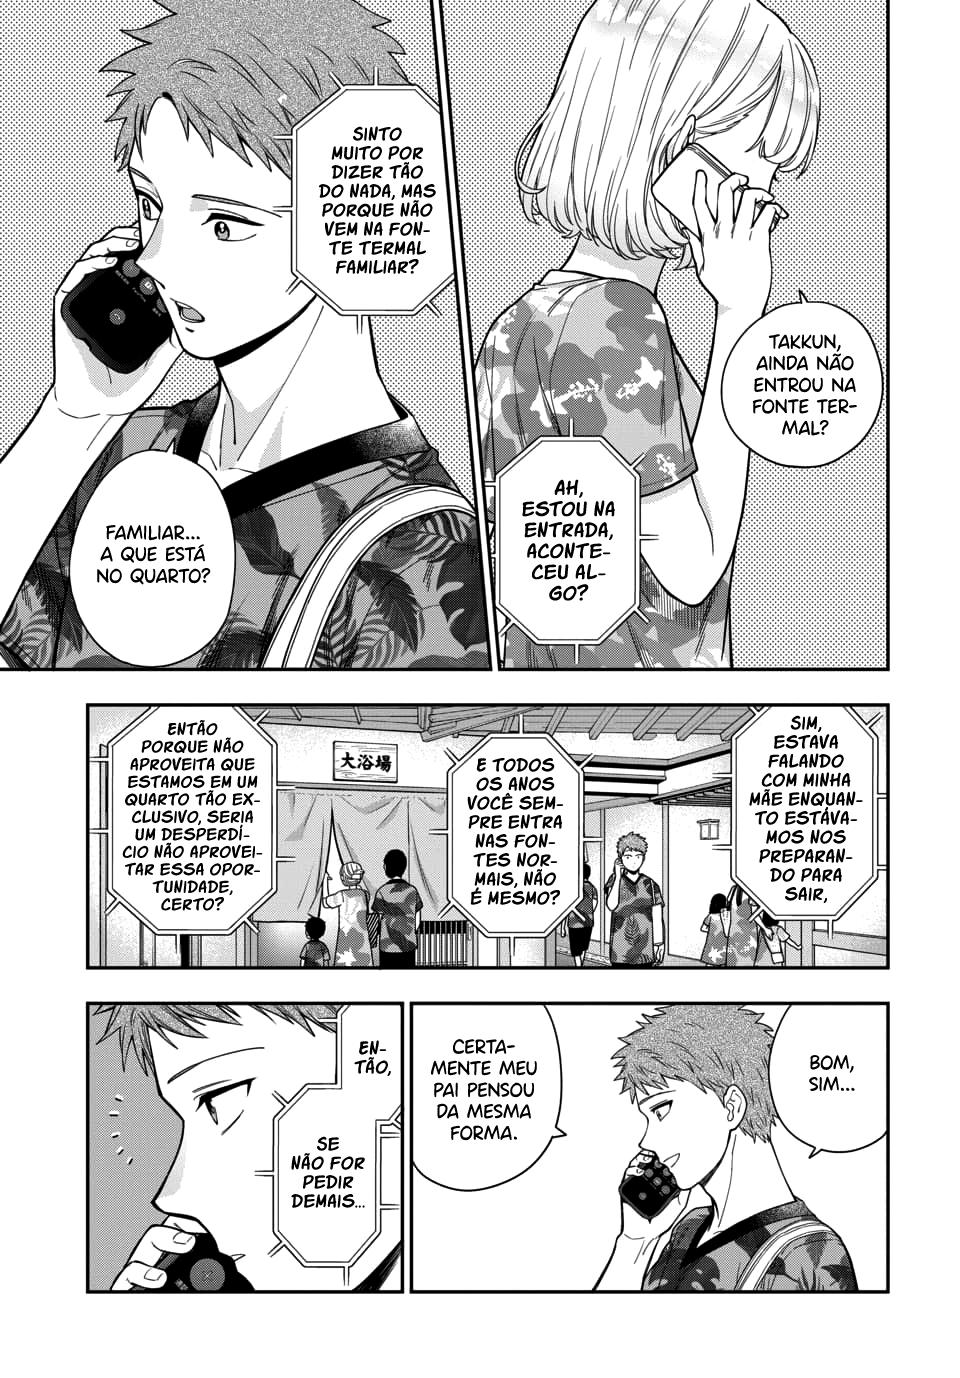 TAKKUN,
AINDA NÃO
ENTROU NA
FONTE TER-
MAL?
AH,
ESTOU NA
ENTRADA,
ACONTE-
CEU AL-
GO?
SINTO
MUITO POR
DIZER TÃO
DO NADA, MAS
PORQUE NÃO
VEM NA FON-
TE TERMAL
FAMILIAR?
FAMILIAR...
A QUE ESTÁ
NO QUARTO?
SIM,
ESTAVA
FALANDO
COM MINHA
MÃE ENQUAN-
TO ESTÁVA-
MOS NOS
PREPARAN-
DO PARA
SAIR,
E TODOS
OS ANOS
VOCÊ SEM-
PRE ENTRA
NAS FON-
TES NOR-
MAIS, NÃO
É MESMO?
大浴場
ENTÃO
PORQUE NÃO
APROVEITA QUE
ESTAMOS EM UM
QUARTO TÃO EX-
CLUSIVO, SERIA
UM DESPERDÍ-
CIO NÃO APROVEI-
TAR ESSA OPOR-
TUNIDADE,
CERTO?
BOM,
SIM...
CERTA-
MENTE MEU
PAI PENSOU
DA MESMA
FORMA.
EN-
TÃO,
SE
NÃO FOR
PEDIR
DEMAIS...